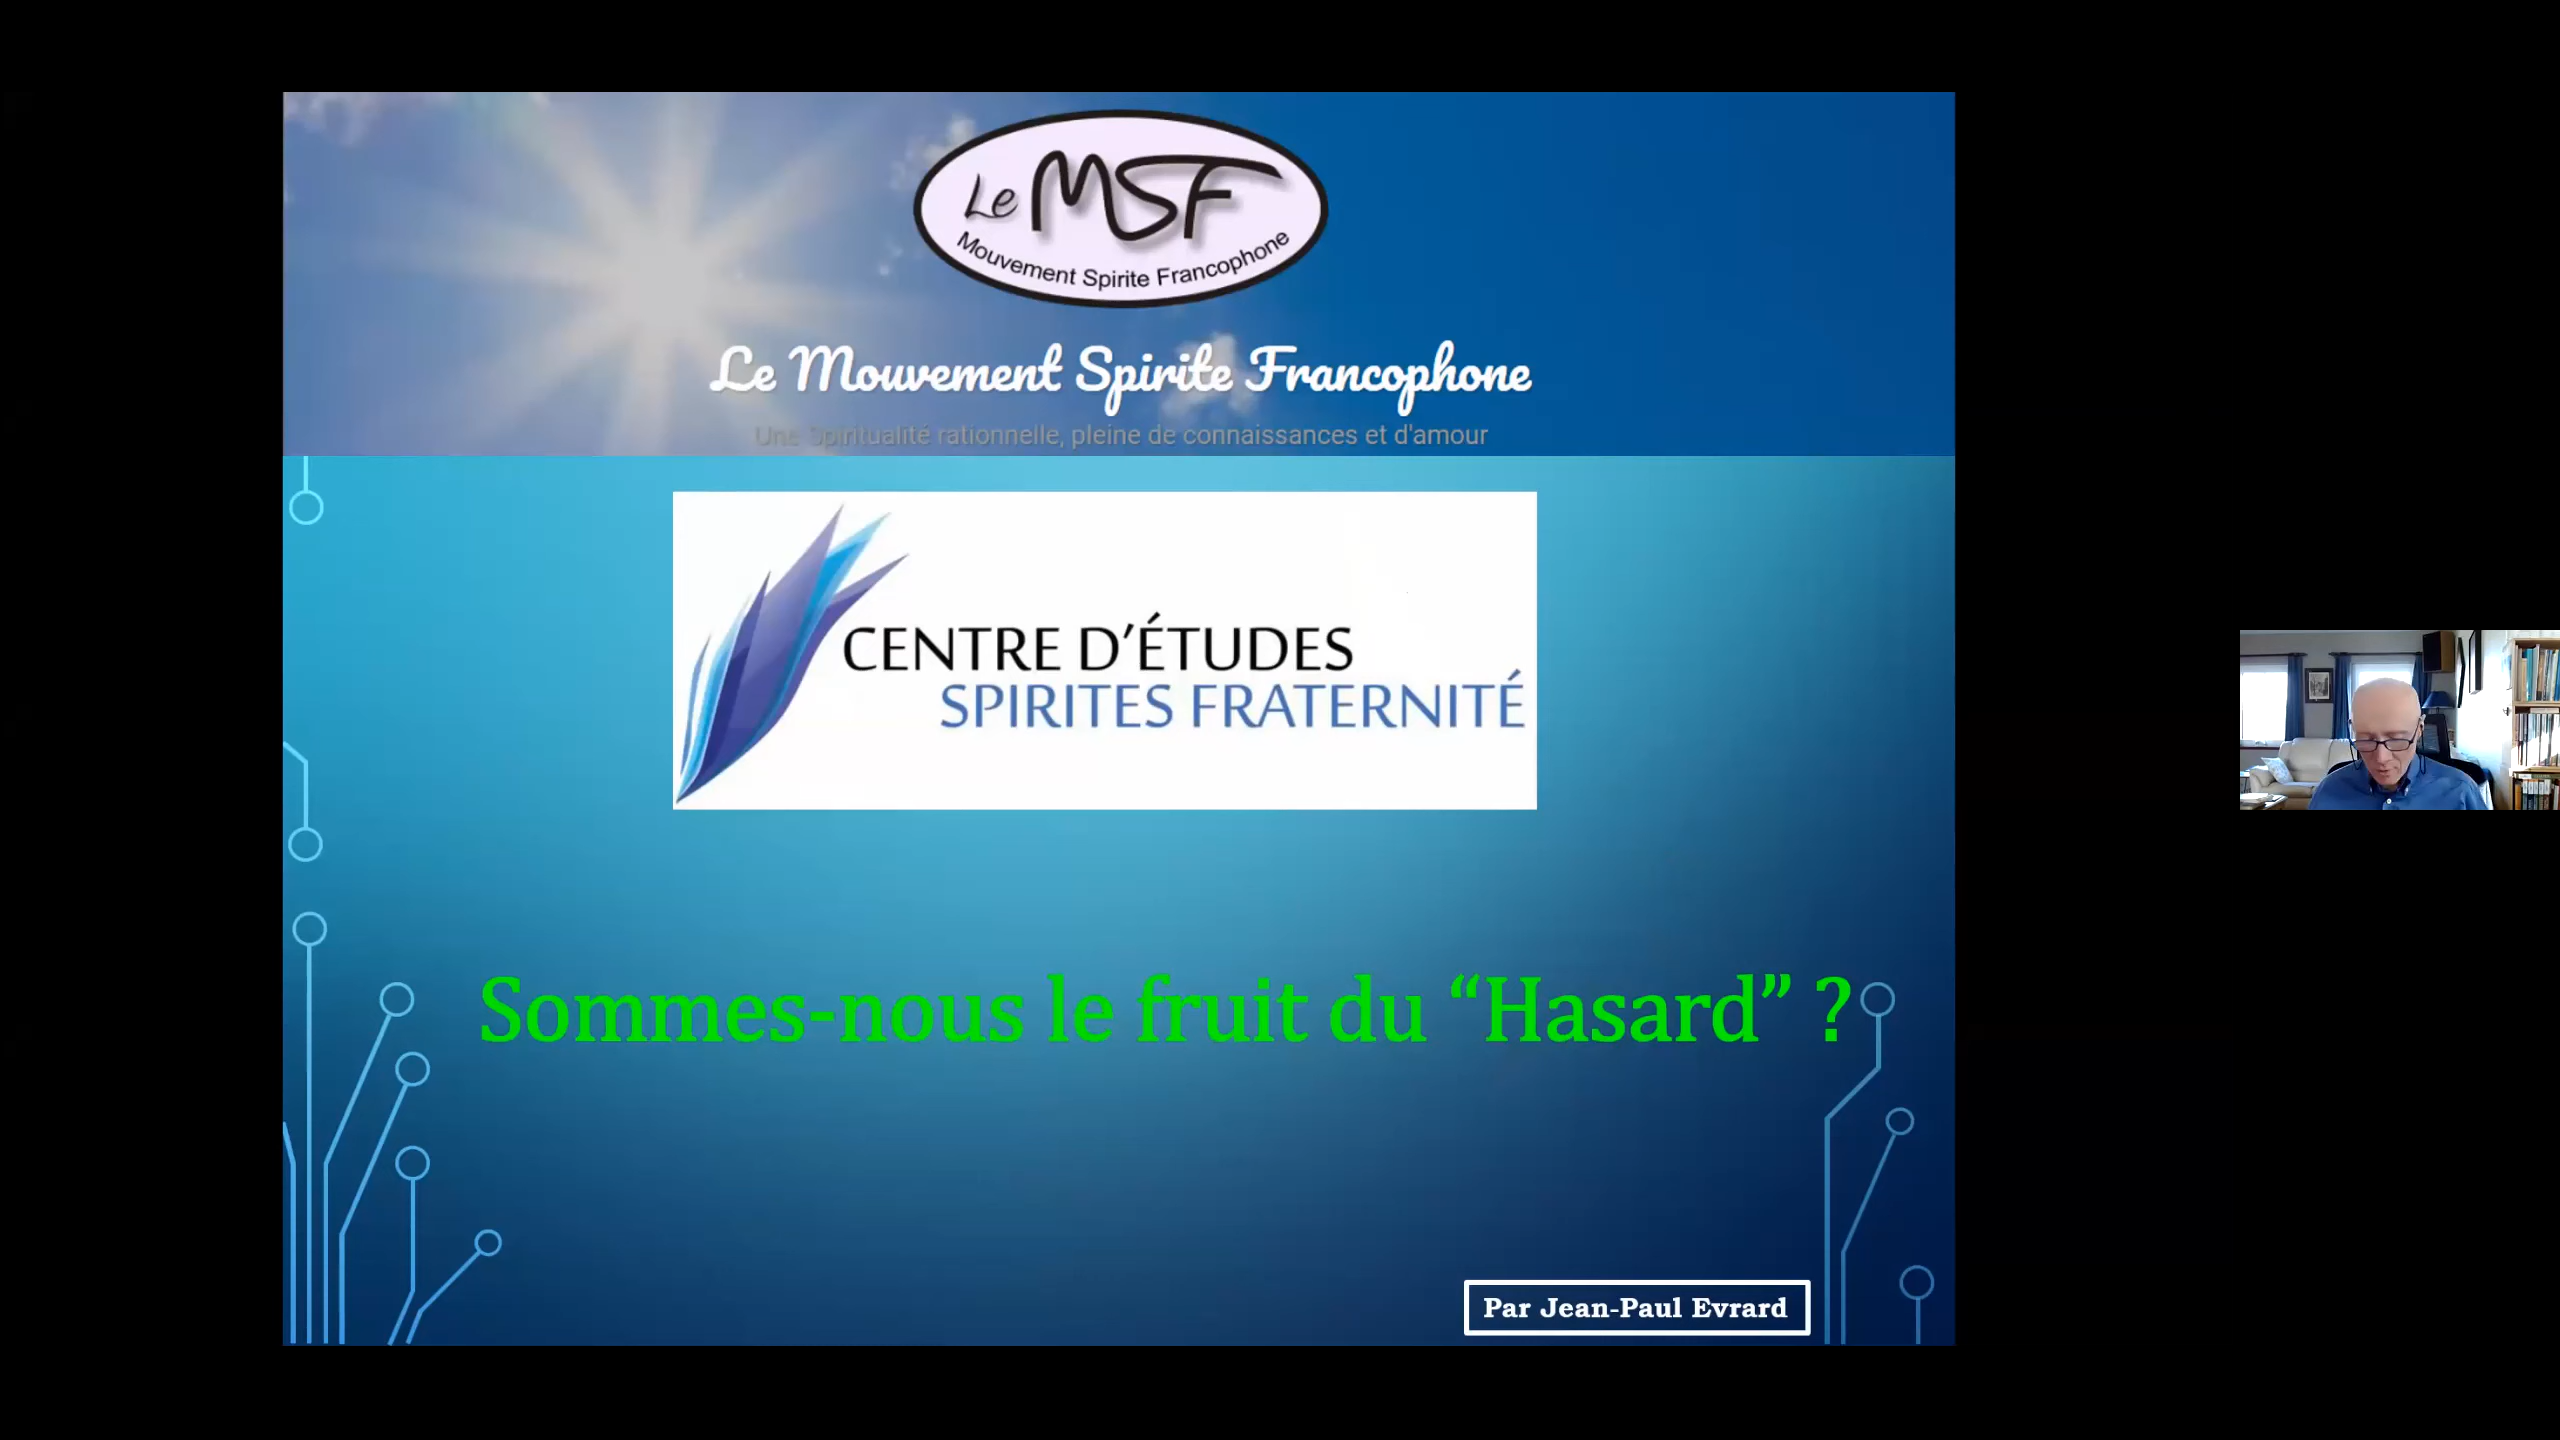 Le MSF
Mouvement Spirite Francophone
Le Mouvement Spirite Francophone
Une Spiritualité rationnelle, pleine de connaissances et d'amour
CENTRE D'ÉTUDES
SPIRITES FRATERNITÉ
Sommes-nous le fruit du “Hasard” ?
Par Jean-Paul Evrard